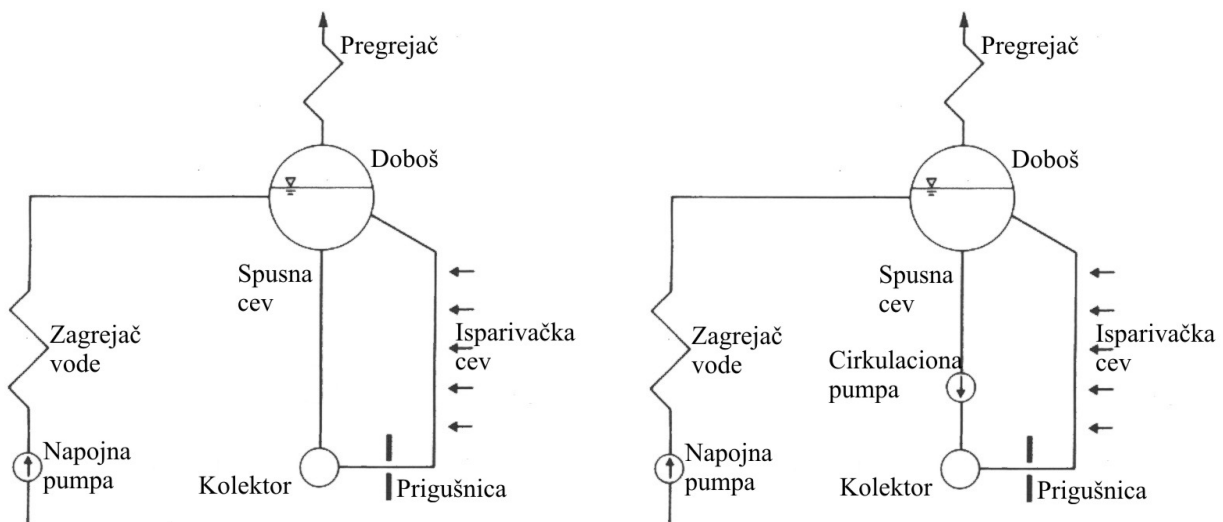 Pregrejač
Doboš
Spusna
cev
Isparivačka
cev
Zagrejač
vode
Napojna
pumpa
Kolektor
Prigušnica
Pregrejač
Doboš
Spusna
cev
Isparivačka
cev
Zagrejač
vode
Cirkulaciona
pumpa
Napojna
pumpa
Kolektor
Prigušnica